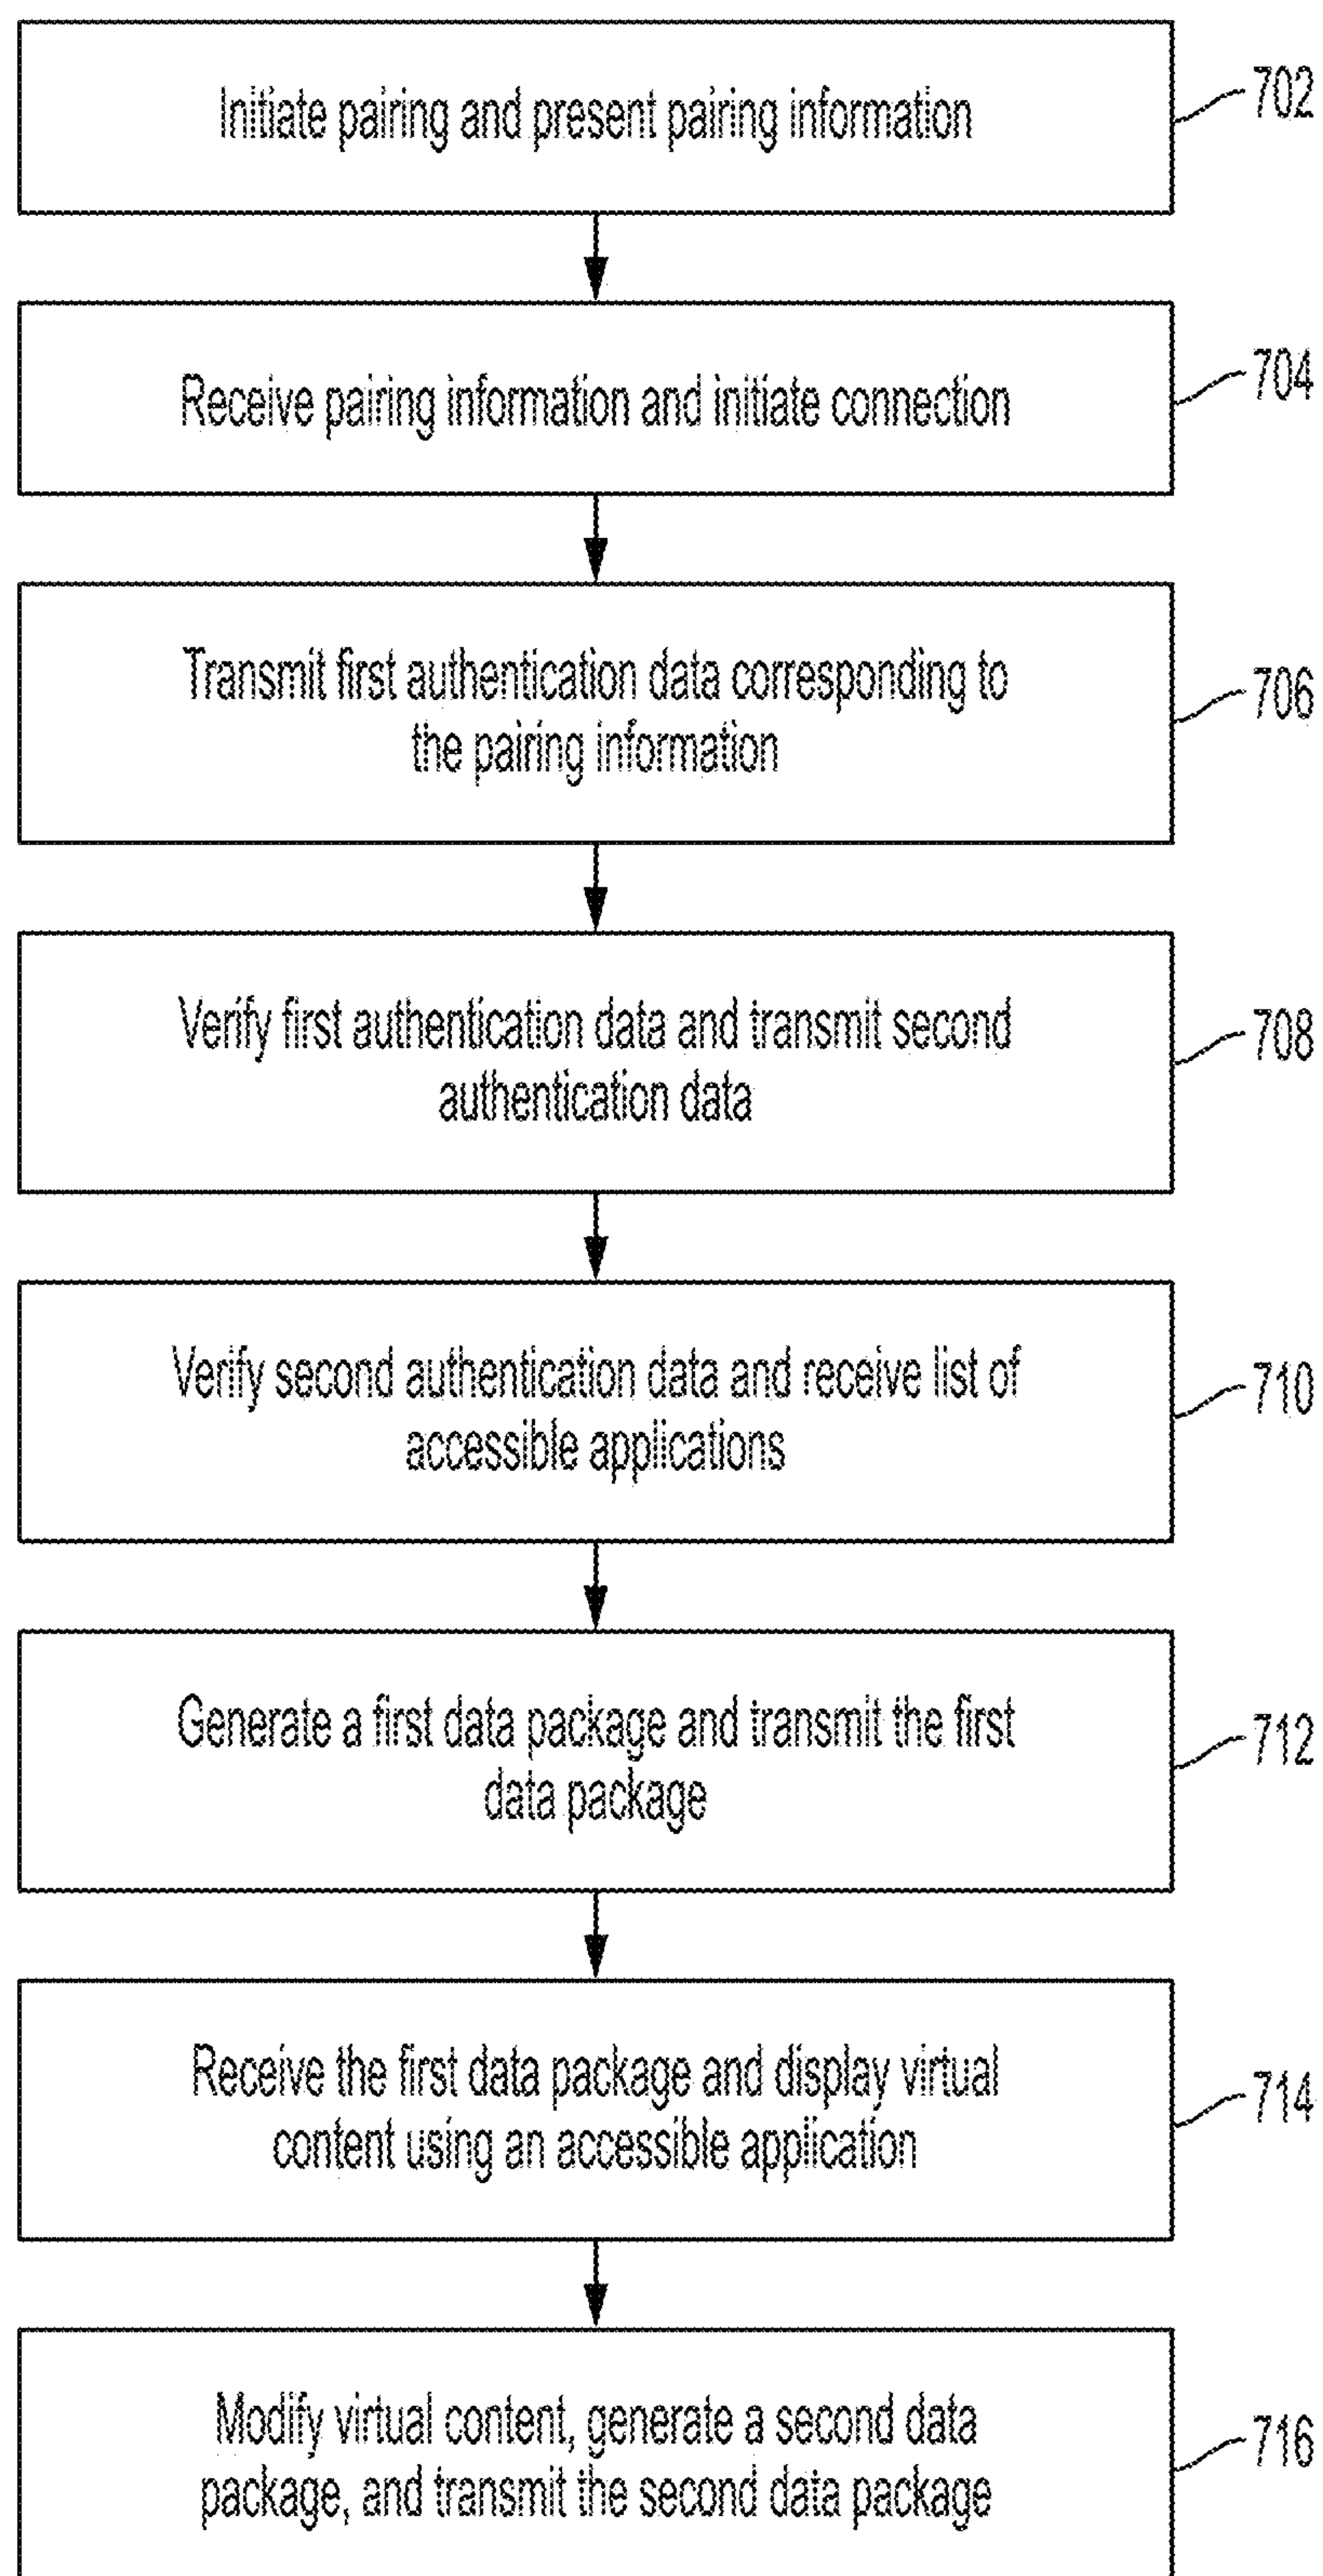 Initiate pairing and present pairing information
702
Receive pairing information and initiate connection
704
Transmit first authentication data corresponding to
the pairing information
706
Verify first authentication data and transmit second
authentication data
708
Verify second authentication data and receive list of
accessible applications
710
Generate a first data package and transmit the first
data package
712
Receive the first data package and display virtual
content using an accessible application
714
Modify virtual content, generate a second data
package, and transmit the second data package
716